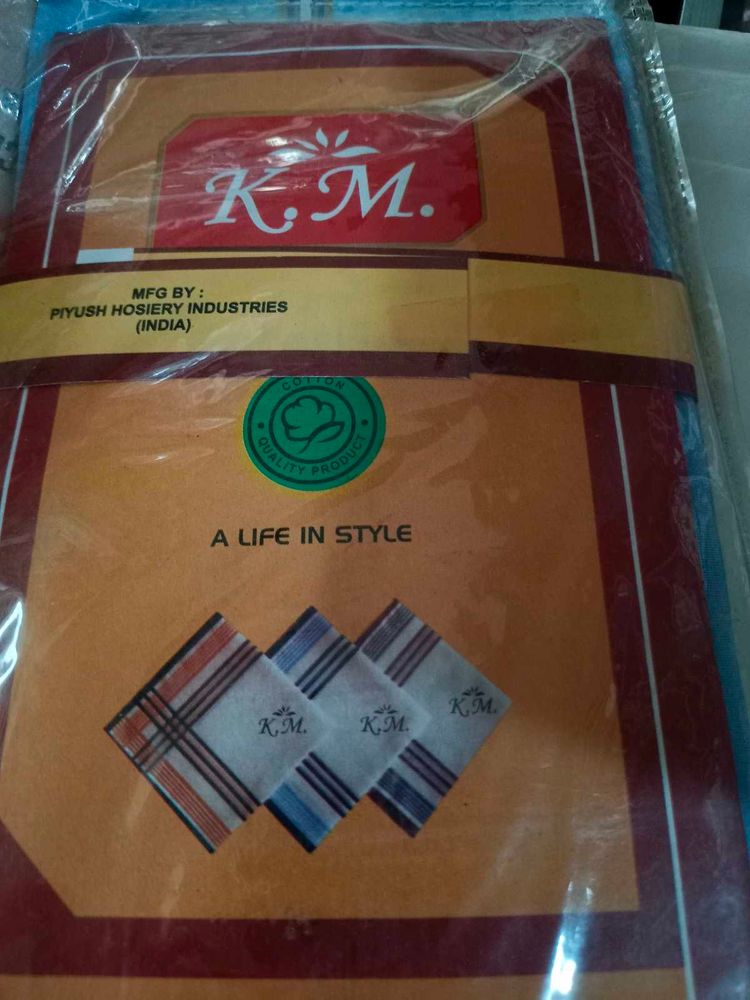 K.M.
MFG BY :
PIYUSH HOSIERY INDUSTRIES
(INDIA)
COTTON
QUALITY PRODUCT
A LIFE IN STYLE
K.M.
K.M.
K.M.